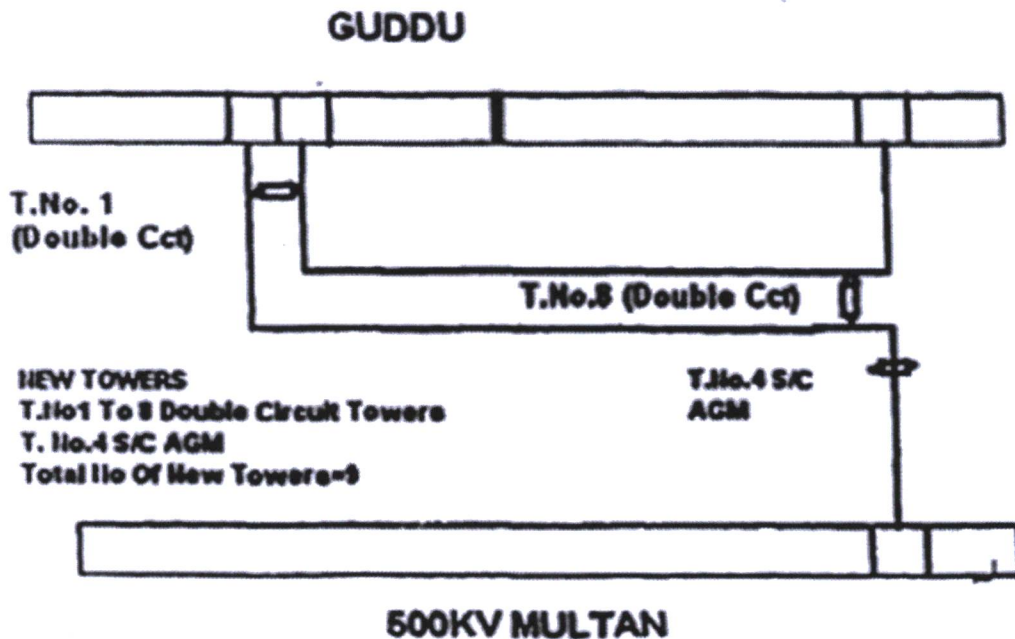 GUDDU
T.No. 1
(Double Cct)
T.No.8 (Double Cct)
NEW TOWERS
T.No1 To 8 Double Circuit Towers
T. No.4 S/C AGM
Total No Of New Towers=9
T.No.4 S/C
AGM
500KV MULTAN